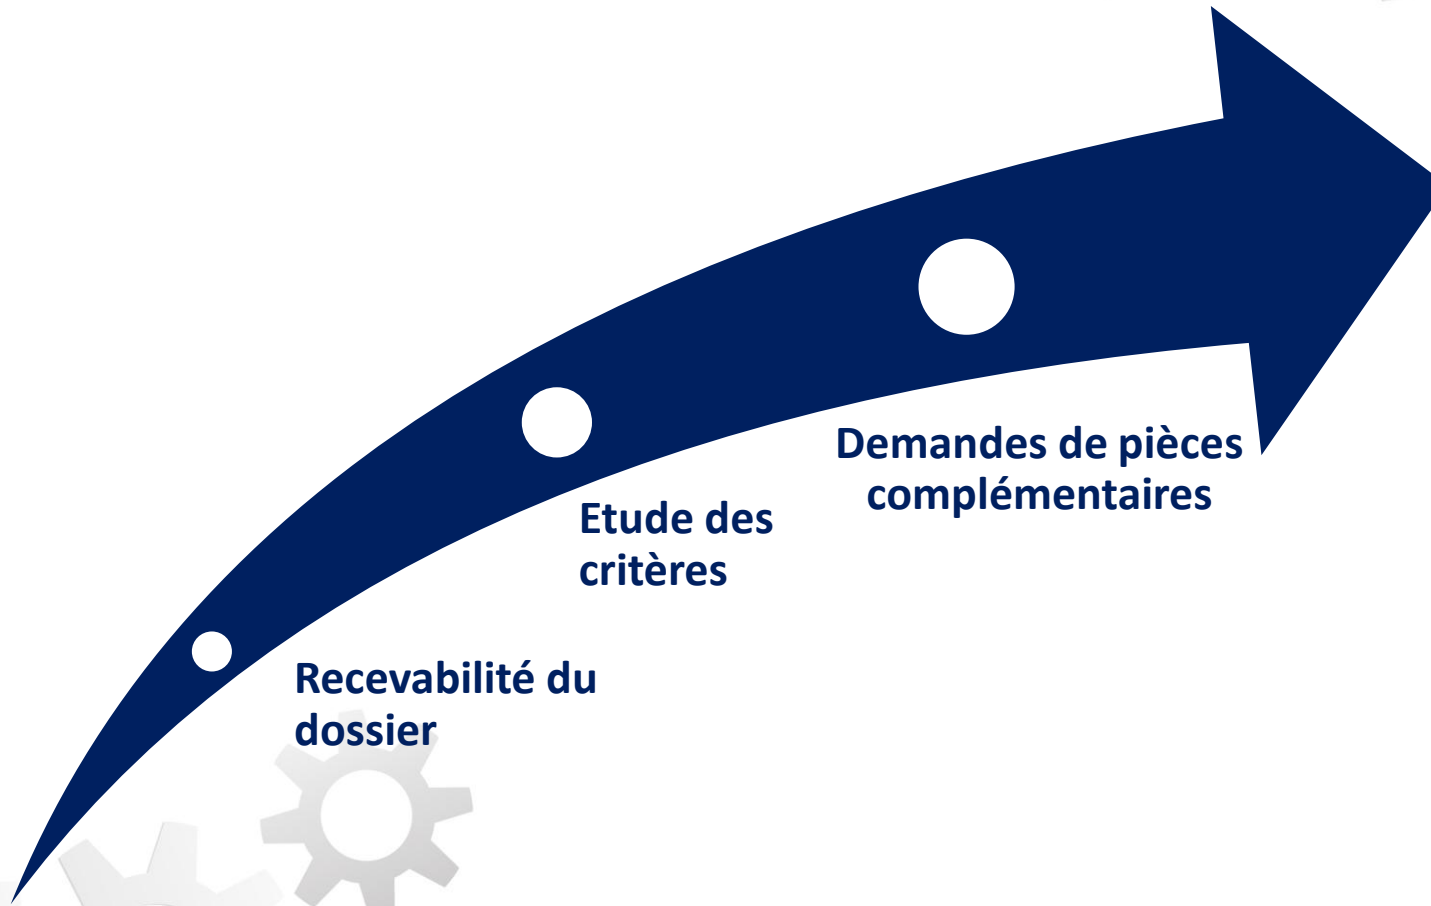 Recevabilité du
dossier
Etude des
critères
Demandes de pièces
complémentaires